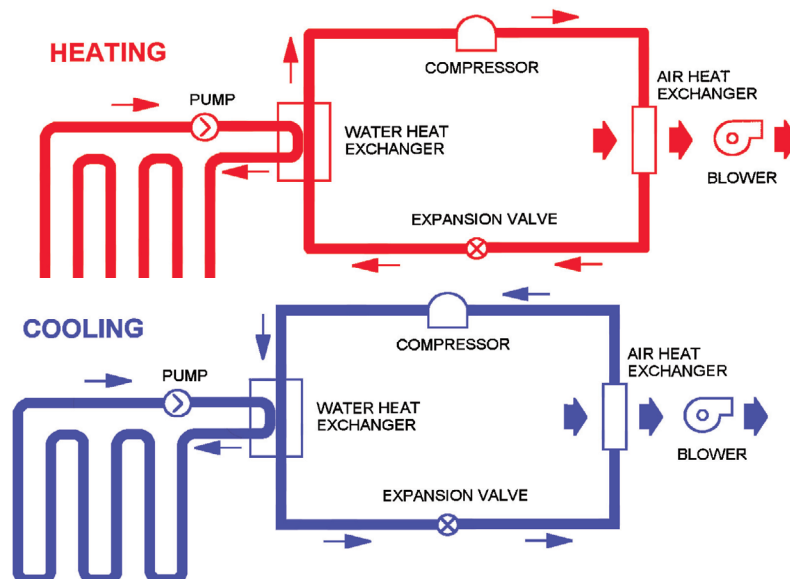 HEATING
COMPRESSOR
PUMP
AIR HEAT
EXCHANGER
WATER HEAT
EXCHANGER
BLOWER
EXPANSION VALVE
COOLING
COMPRESSOR
PUMP
AIR HEAT
EXCHANGER
WATER HEAT
EXCHANGER
BLOWER
EXPANSION VALVE